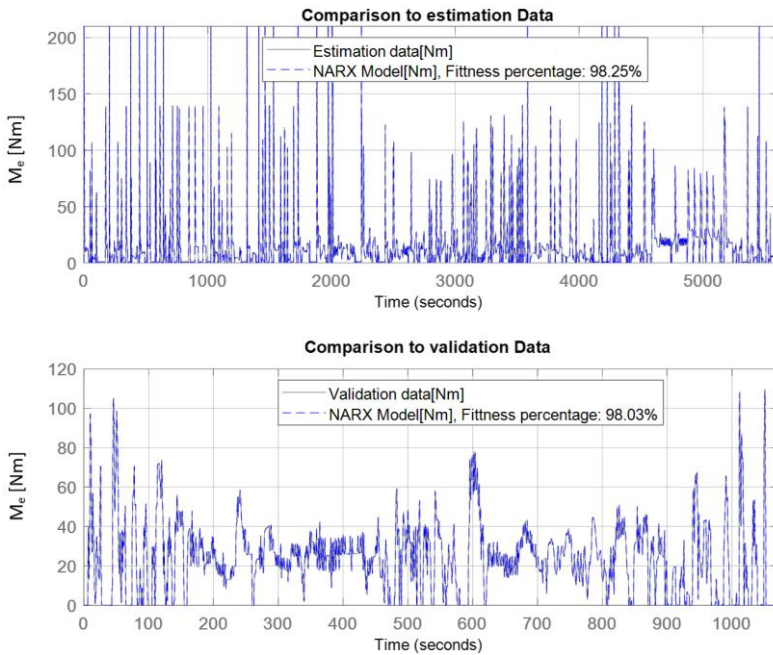 Comparison to estimation Data
Estimation data[Nm]
NARX Model[Nm], Fittness percentage: 98.25%
200
150
100
50
0
Mₑ [Nm]
0 1000 2000 3000 4000 5000
Time (seconds)
Comparison to validation Data
Validation data[Nm]
NARX Model[Nm], Fittness percentage: 98.03%
120
100
80
60
40
20
0
Mₑ [Nm]
0 100 200 300 400 500 600 700 800 900 1000
Time (seconds)